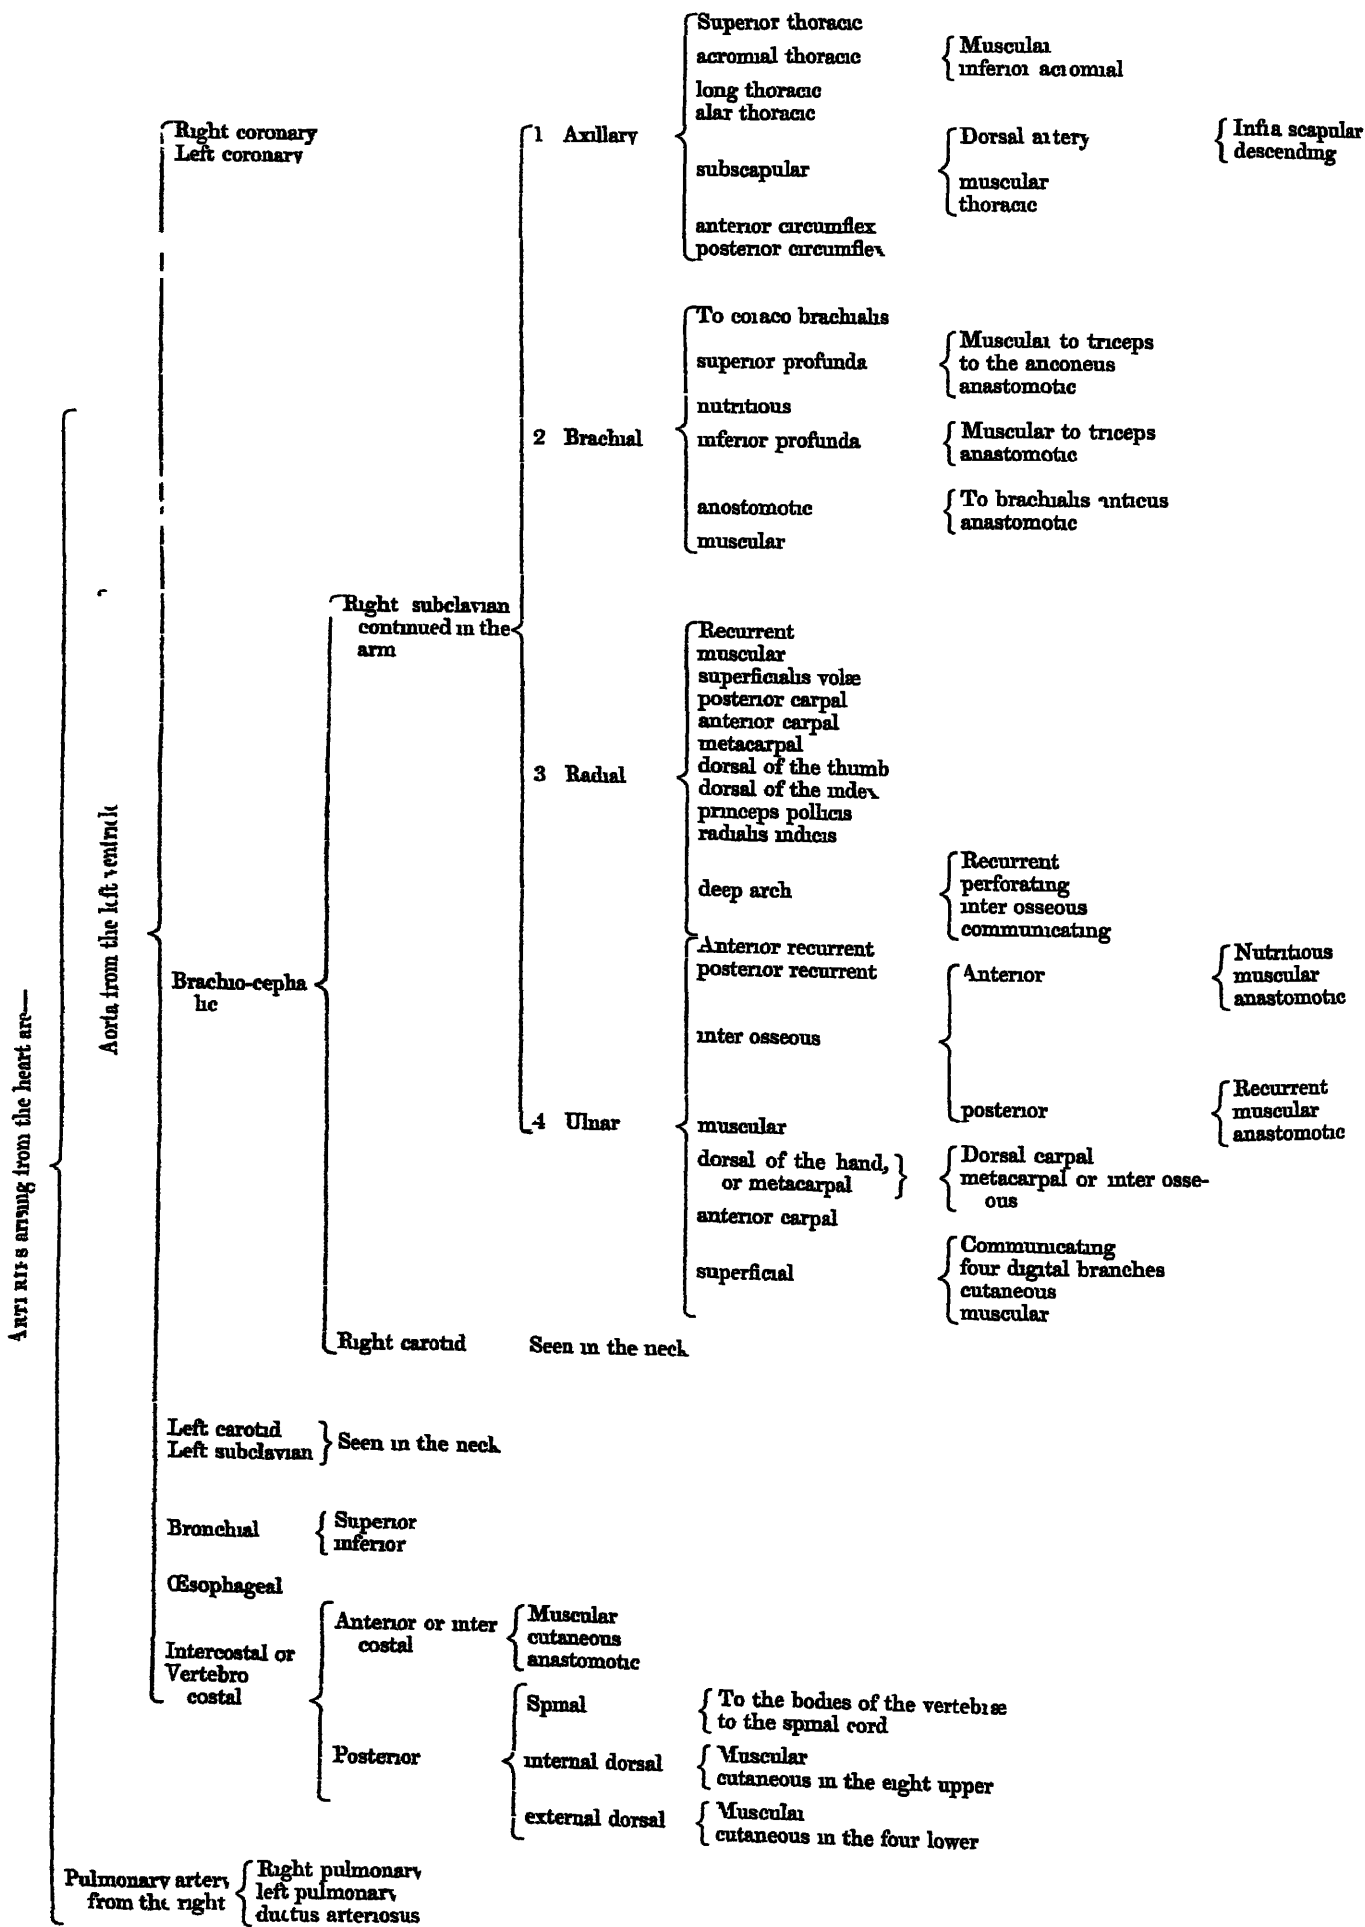 ARTERIES arising from the heart are—
Aorta from the left ventricle
Right coronary
Left coronary
Brachio-cepha
lic
Right subclavian
continued in the
arm
1 Axillary
Superior thoracic
acromial thoracic
Muscular
inferior acromial
long thoracic
alar thoracic
subscapular
Dorsal artery
Infra scapular
descending
muscular
thoracic
anterior circumflex
posterior circumflex
2 Brachial
To coraco brachialis
superior profunda
Muscular to triceps
to the anconeus
anastomotic
nutritious
inferior profunda
Muscular to triceps
anastomotic
anostomotic
To brachialis anticus
anastomotic
muscular
3 Radial
Recurrent
muscular
superficialis volæ
posterior carpal
anterior carpal
metacarpal
dorsal of the thumb
dorsal of the index
princeps pollicis
radialis indicis
deep arch
Recurrent
perforating
inter osseous
communicating
4 Ulnar
Anterior recurrent
posterior recurrent
inter osseous
Anterior
Nutritious
muscular
anastomotic
posterior
Recurrent
muscular
anastomotic
muscular
dorsal of the hand,
or metacarpal
Dorsal carpal
metacarpal or inter osse-
ous
anterior carpal
superficial
Communicating
four digital branches
cutaneous
muscular
Right carotid Seen in the neck
Left carotid
Left subclavian
Seen in the neck
Bronchial
Superior
inferior
Œsophageal
Intercostal or
Vertebro
costal
Anterior or inter
costal
Muscular
cutaneous
anastomotic
Posterior
Spinal
To the bodies of the vertebræ
to the spinal cord
internal dorsal
Muscular
cutaneous in the eight upper
external dorsal
Muscular
cutaneous in the four lower
Pulmonary artery
from the right
Right pulmonary
left pulmonary
ductus arteriosus